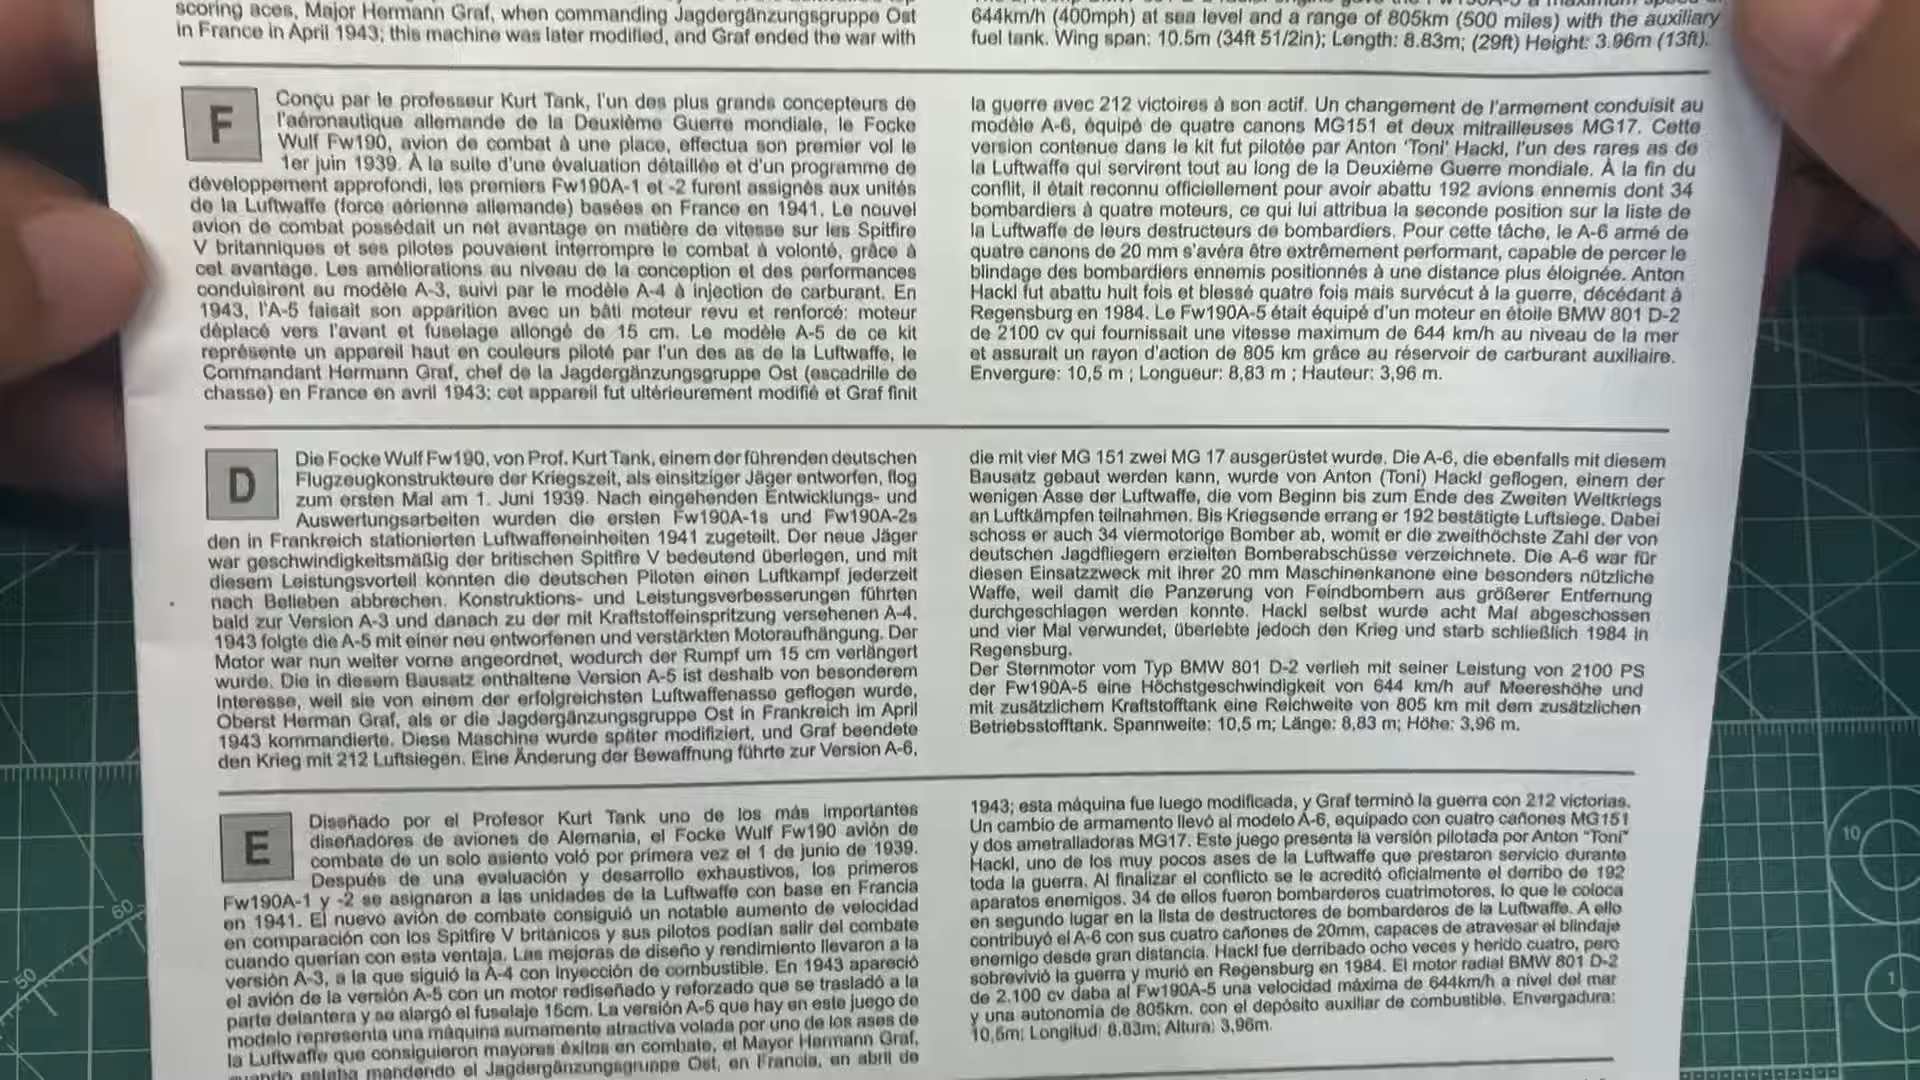 scoring aces, Major Hermann Graf, when commanding Jagdergänzungsgruppe Ost
in France in April 1943; this machine was later modified, and Graf ended the war with
644km/h (400mph) at sea level and a range of 805km (500 miles) with the auxiliary
fuel tank. Wing span: 10.5m (34ft 51/2in); Length: 8.83m; (29ft) Height: 3.96m (13ft).
F
Conçu par le professeur Kurt Tank, l'un des plus grands concepteurs de
l'aéronautique allemande de la Deuxième Guerre mondiale, le Focke
Wulf Fw190, avion de combat à une place, effectua son premier vol le
1er juin 1939. À la suite d'une évaluation détaillée et d'un programme de
développement approfondi, les premiers Fw190A-1 et -2 furent assignés aux unités
de la Luftwaffe (force aérienne allemande) basées en France en 1941. Le nouvel
avion de combat possédait un net avantage en matière de vitesse sur les Spitfire
V britanniques et ses pilotes pouvaient interrompre le combat à volonté, grâce à
cet avantage. Les améliorations au niveau de la conception et des performances
conduisirent au modèle A-3, suivi par le modèle A-4 à injection de carburant. En
1943, l'A-5 faisait son apparition avec un bâti moteur revu et renforcé: moteur
déplacé vers l'avant et fuselage allongé de 15 cm. Le modèle A-5 de ce kit
représente un appareil haut en couleurs piloté par l'un des as de la Luftwaffe, le
Commandant Hermann Graf, chef de la Jagdergänzungsgruppe Ost (escadrille de
chasse) en France en avril 1943; cet appareil fut ultérieurement modifié et Graf finit
la guerre avec 212 victoires à son actif. Un changement de l'armement conduisit au
modèle A-6, équipé de quatre canons MG151 et deux mitrailleuses MG17. Cette
version contenue dans le kit fut pilotée par Anton 'Toni' Hackl, l'un des rares as de
la Luftwaffe qui servirent tout au long de la Deuxième Guerre mondiale. À la fin du
conflit, il était reconnu officiellement pour avoir abattu 192 avions ennemis dont 34
bombardiers à quatre moteurs, ce qui lui attribua la seconde position sur la liste de
la Luftwaffe de leurs destructeurs de bombardiers. Pour cette tâche, le A-6 armé de
quatre canons de 20 mm s'avéra être extrêmement performant, capable de percer le
blindage des bombardiers ennemis positionnés à une distance plus éloignée. Anton
Hackl fut abattu huit fois et blessé quatre fois mais survécut à la guerre, décédant à
Regensburg en 1984. Le Fw190A-5 était équipé d'un moteur en étoile BMW 801 D-2
de 2100 cv qui fournissait une vitesse maximum de 644 km/h au niveau de la mer
et assurait un rayon d'action de 805 km grâce au réservoir de carburant auxiliaire.
Envergure: 10,5 m ; Longueur: 8,83 m ; Hauteur: 3,96 m.
D
Die Focke Wulf Fw190, von Prof. Kurt Tank, einem der führenden deutschen
Flugzeugkonstrukteure der Kriegszeit, als einsitziger Jäger entworfen, flog
zum ersten Mal am 1. Juni 1939. Nach eingehenden Entwicklungs- und
Auswertungsarbeiten wurden die ersten Fw190A-1s und Fw190A-2s
den in Frankreich stationierten Luftwaffeneinheiten 1941 zugeteilt. Der neue Jäger
war geschwindigkeitsmäßig der britischen Spitfire V bedeutend überlegen, und mit
diesem Leistungsvorteil konnten die deutschen Piloten einen Luftkampf jederzeit
nach Belieben abbrechen. Konstruktions- und Leistungsverbesserungen führten
bald zur Version A-3 und danach zu der mit Kraftstoffeinspritzung versehenen A-4.
1943 folgte die A-5 mit einer neu entworfenen und verstärkten Motoraufhängung. Der
Motor war nun weiter vorne angeordnet, wodurch der Rumpf um 15 cm verlängert
wurde. Die in diesem Bausatz enthaltene Version A-5 ist deshalb von besonderem
Interesse, weil sie von einem der erfolgreichsten Luftwaffenasse geflogen wurde,
Oberst Herman Graf, als er die Jagdergänzungsgruppe Ost in Frankreich im April
1943 kommandierte. Diese Maschine wurde später modifiziert, und Graf beendete
den Krieg mit 212 Luftsiegen. Eine Änderung der Bewaffnung führte zur Version A-6,
die mit vier MG 151 zwei MG 17 ausgerüstet wurde. Die A-6, die ebenfalls mit diesem
Bausatz gebaut werden kann, wurde von Anton (Toni) Hackl geflogen, einem der
wenigen Asse der Luftwaffe, die vom Beginn bis zum Ende des Zweiten Weltkriegs
an Luftkämpfen teilnahmen. Bis Kriegsende errang er 192 bestätigte Luftsiege. Dabei
schoss er auch 34 viermotorige Bomber ab, womit er die zweithöchste Zahl der von
deutschen Jagdfliegern erzielten Bomberabschüsse verzeichnete. Die A-6 war für
diesen Einsatzzweck mit ihrer 20 mm Maschinenkanone eine besonders nützliche
Waffe, weil damit die Panzerung von Feindbombern aus größerer Entfernung
durchgeschlagen werden konnte. Hackl selbst wurde acht Mal abgeschossen
und vier Mal verwundet, überlebte jedoch den Krieg und starb schließlich 1984 in
Regensburg.
Der Sternmotor vom Typ BMW 801 D-2 verlieh mit seiner Leistung von 2100 PS
der Fw190A-5 eine Höchstgeschwindigkeit von 644 km/h auf Meereshöhe und
mit zusätzlichem Kraftstofftank eine Reichweite von 805 km mit dem zusätzlichen
Betriebsstofftank. Spannweite: 10,5 m; Länge: 8,83 m; Höhe: 3,96 m.
E
Diseñado por el Profesor Kurt Tank uno de los más importantes
diseñadores de aviones de Alemania, el Focke Wulf Fw190 avión de
combate de un solo asiento voló por primera vez el 1 de junio de 1939.
Después de una evaluación y desarrollo exhaustivos, los primeros
Fw190A-1 y -2 se asignaron a las unidades de la Luftwaffe con base en Francia
en 1941. El nuevo avión de combate consiguió un notable aumento de velocidad
en comparación con los Spitfire V británicos y sus pilotos podían salir del combate
cuando querían con esta ventaja. Las mejoras de diseño y rendimiento llevaron a la
versión A-3, a la que siguió la A-4 con inyección de combustible. En 1943 apareció
el avión de la versión A-5 con un motor rediseñado y reforzado que se trasladó a la
parte delantera y se alargó el fuselaje 15cm. La versión A-5 que hay en este juego de
modelo representa una máquina sumamente atractiva volada por uno de los ases de
la Luftwaffe que consiguieron mayores éxitos en combate, el Mayor Hermann Graf,
cuando estaba mandando el Jagdergänzungsgruppe Ost, en Francia, en abril de
1943; esta máquina fue luego modificada, y Graf terminó la guerra con 212 victorias.
Un cambio de armamento llevó al modelo A-6, equipado con cuatro cañones MG151
y dos ametralladoras MG17. Este juego presenta la versión pilotada por Anton "Toni"
Hackl, uno de los muy pocos ases de la Luftwaffe que prestaron servicio durante
toda la guerra. Al finalizar el conflicto se le acreditó oficialmente el derribo de 192
aparatos enemigos. 34 de ellos fueron bombarderos cuatrimotores, lo que le coloca
en segundo lugar en la lista de destructores de bombarderos de la Luftwaffe. A ello
contribuyó el A-6 con sus cuatro cañones de 20mm, capaces de atravesar el blindaje
enemigo desde gran distancia. Hackl fue derribado ocho veces y herido cuatro, pero
sobrevivió la guerra y murió en Regensburg en 1984. El motor radial BMW 801 D-2
de 2.100 cv daba al Fw190A-5 una velocidad máxima de 644km/h a nivel del mar
y una autonomía de 805km. con el depósito auxiliar de combustible. Envergadura:
10,5m; Longitud: 8,83m; Altura: 3,96m.
60
50
10
1